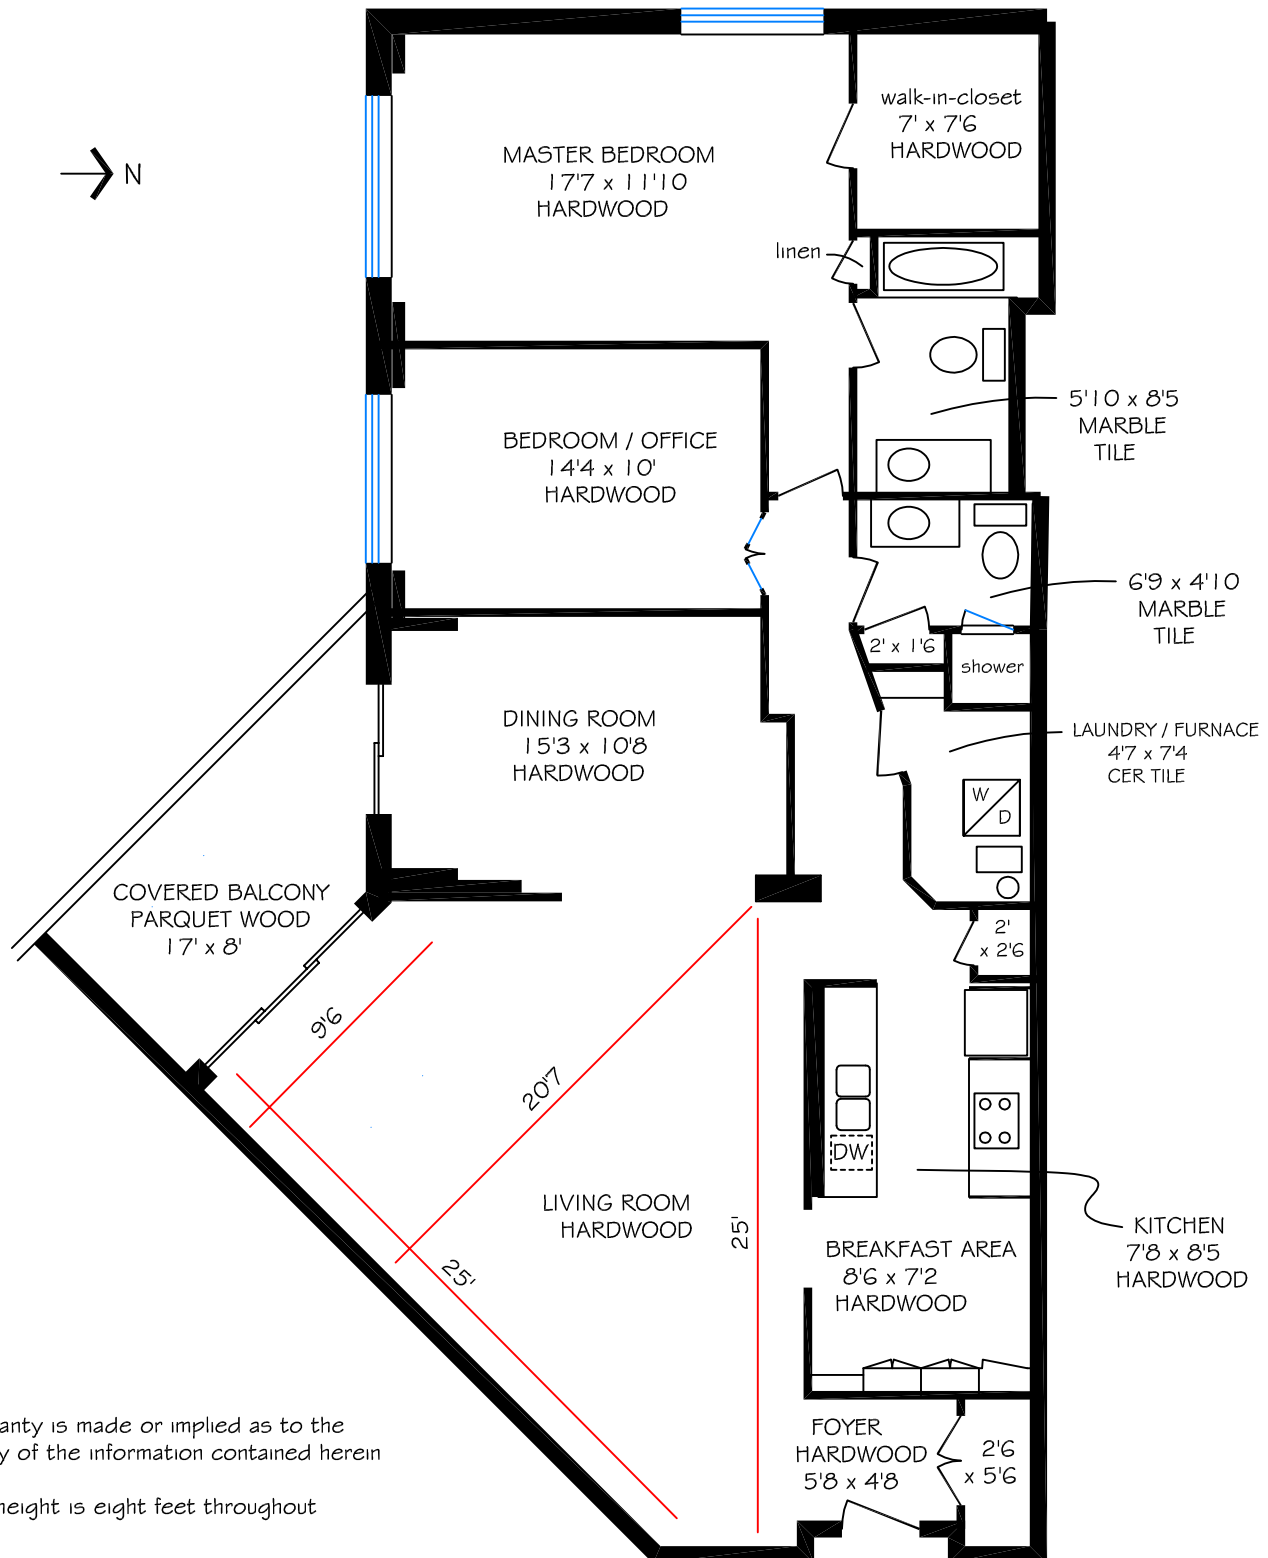 N
MASTER BEDROOM
17'7 x 11'10
HARDWOOD
walk-in-closet
7' x 7'6
HARDWOOD
linen
5'10 x 8'5
MARBLE
TILE
BEDROOM / OFFICE
14'4 x 10'
HARDWOOD
6'9 x 4'10
MARBLE
TILE
2' x 1'6
shower
DINING ROOM
15'3 x 10'8
HARDWOOD
LAUNDRY / FURNACE
4'7 x 7'4
CER TILE
W
D
COVERED BALCONY
PARQUET WOOD
17' x 8'
2'
x 2'6
9'6
20'7
25'
25'
DW
LIVING ROOM
HARDWOOD
KITCHEN
7'8 x 8'5
HARDWOOD
BREAKFAST AREA
8'6 x 7'2
HARDWOOD
FOYER
HARDWOOD
5'8 x 4'8
2'6
x 5'6
anty is made or implied as to the
y of the information contained herein
height is eight feet throughout